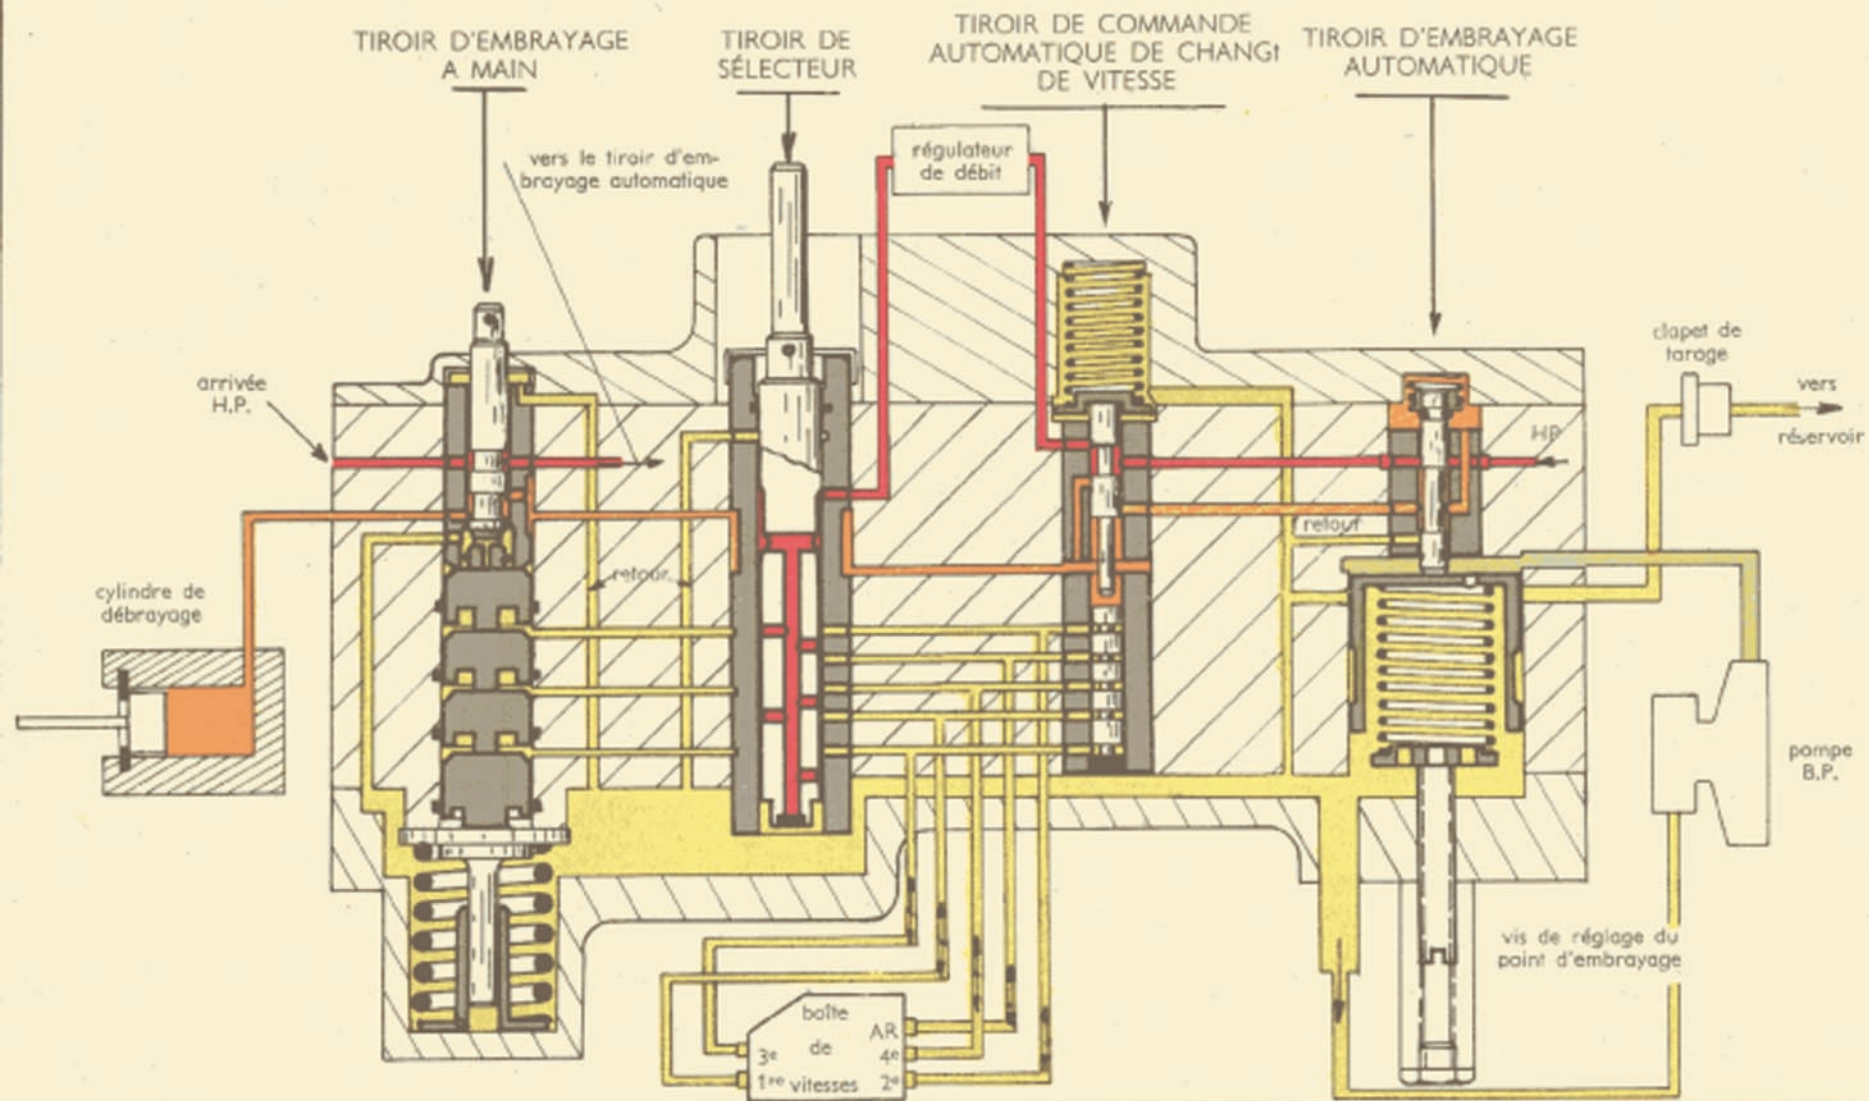 TIROIR D'EMBRAYAGE
A MAIN
TIROIR DE
SÉLECTEUR
TIROIR DE COMMANDE
AUTOMATIQUE DE CHANGt
DE VITESSE
TIROIR D'EMBRAYAGE
AUTOMATIQUE
vers le tiroir d'em-
brayage automatique
régulateur
de débit
arrivée
H.P.
clapet de
tarage
vers
réservoir
HP
retour
retour
cylindre de
débrayage
pompe
B.P.
vis de réglage du
point d'embrayage
boîte
de
vitesses
AR
3e
4e
1re
2e